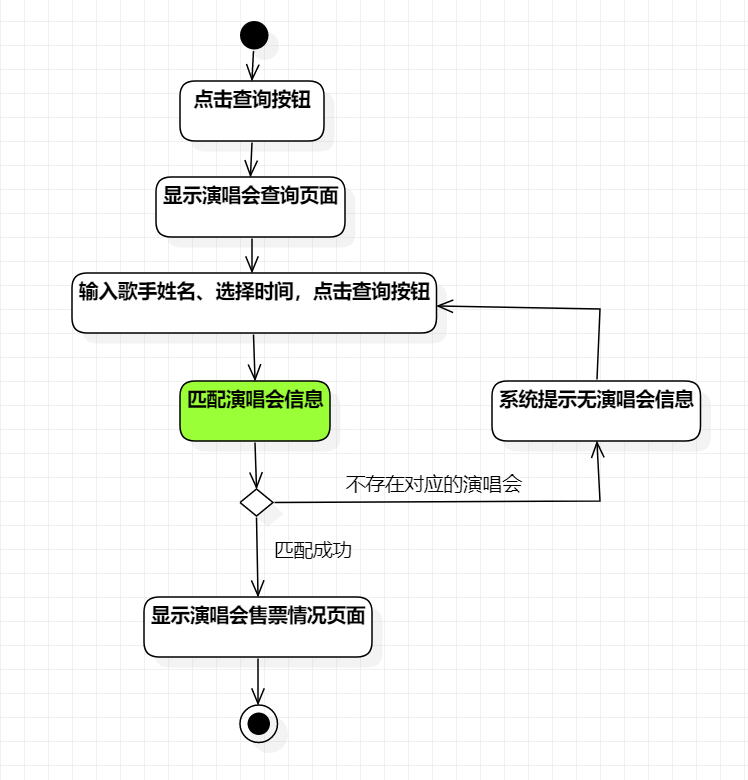 点击查询按钮
显示演唱会查询页面
输入歌手姓名、选择时间，点击查询按钮
匹配演唱会信息
系统提示无演唱会信息
不存在对应的演唱会
匹配成功
显示演唱会售票情况页面